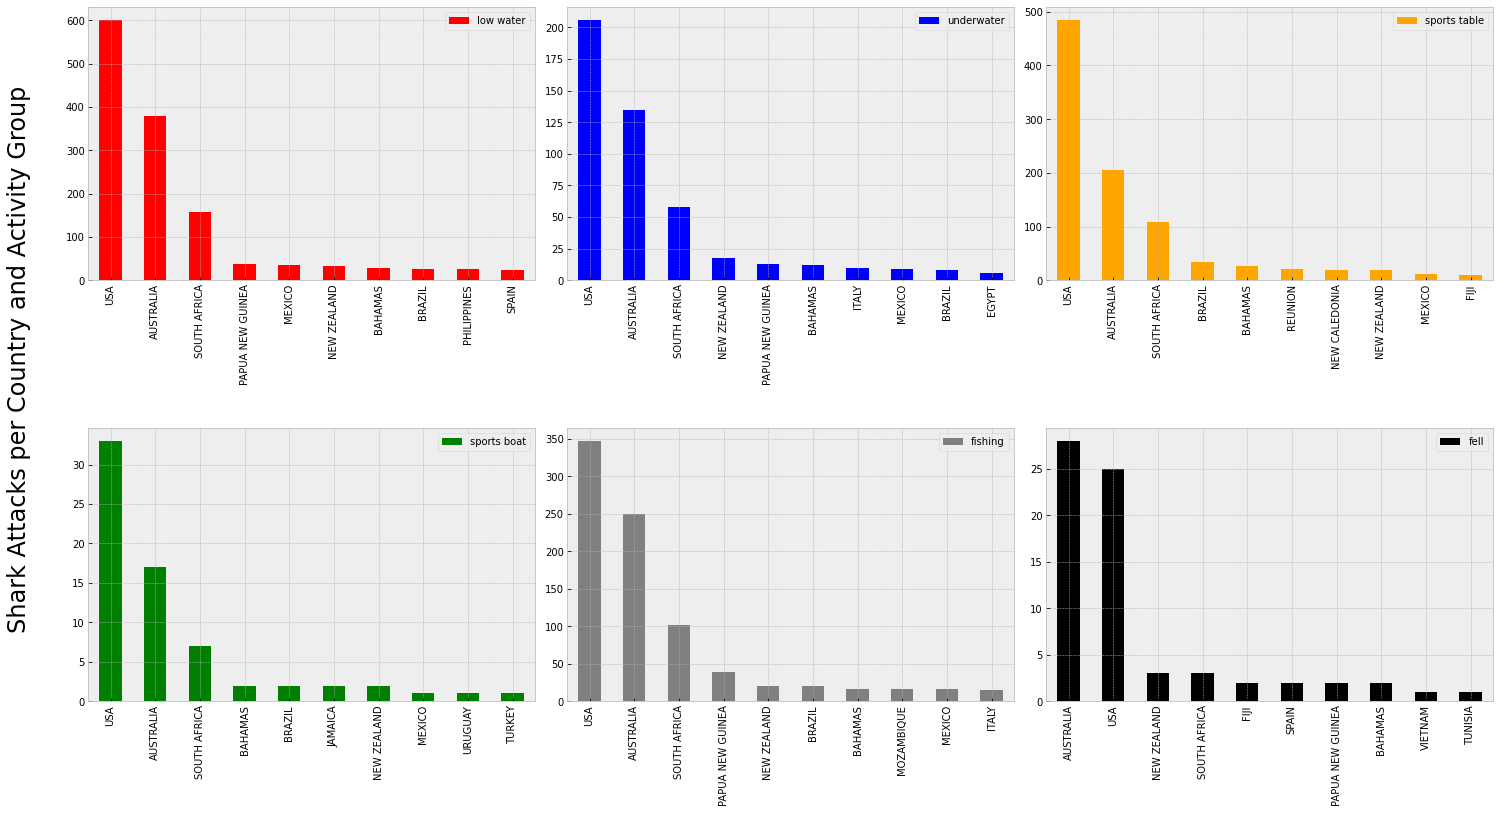 Shark Attacks per Country and Activity Group
low water
600
500
400
300
200
100
0
USA
AUSTRALIA
SOUTH AFRICA
PAPUA NEW GUINEA
MEXICO
NEW ZEALAND
BAHAMAS
BRAZIL
PHILIPPINES
SPAIN
underwater
200
175
150
125
100
75
50
25
0
USA
AUSTRALIA
SOUTH AFRICA
NEW ZEALAND
PAPUA NEW GUINEA
BAHAMAS
ITALY
MEXICO
BRAZIL
EGYPT
sports table
500
400
300
200
100
0
USA
AUSTRALIA
SOUTH AFRICA
BRAZIL
BAHAMAS
REUNION
NEW CALEDONIA
NEW ZEALAND
MEXICO
FIJI
sports boat
30
25
20
15
10
5
0
USA
AUSTRALIA
SOUTH AFRICA
BAHAMAS
BRAZIL
JAMAICA
NEW ZEALAND
MEXICO
URUGUAY
TURKEY
fishing
350
300
250
200
150
100
50
0
USA
AUSTRALIA
SOUTH AFRICA
PAPUA NEW GUINEA
NEW ZEALAND
BRAZIL
BAHAMAS
MOZAMBIQUE
MEXICO
ITALY
fell
25
20
15
10
5
0
AUSTRALIA
USA
NEW ZEALAND
SOUTH AFRICA
FIJI
SPAIN
PAPUA NEW GUINEA
BAHAMAS
VIETNAM
TUNISIA